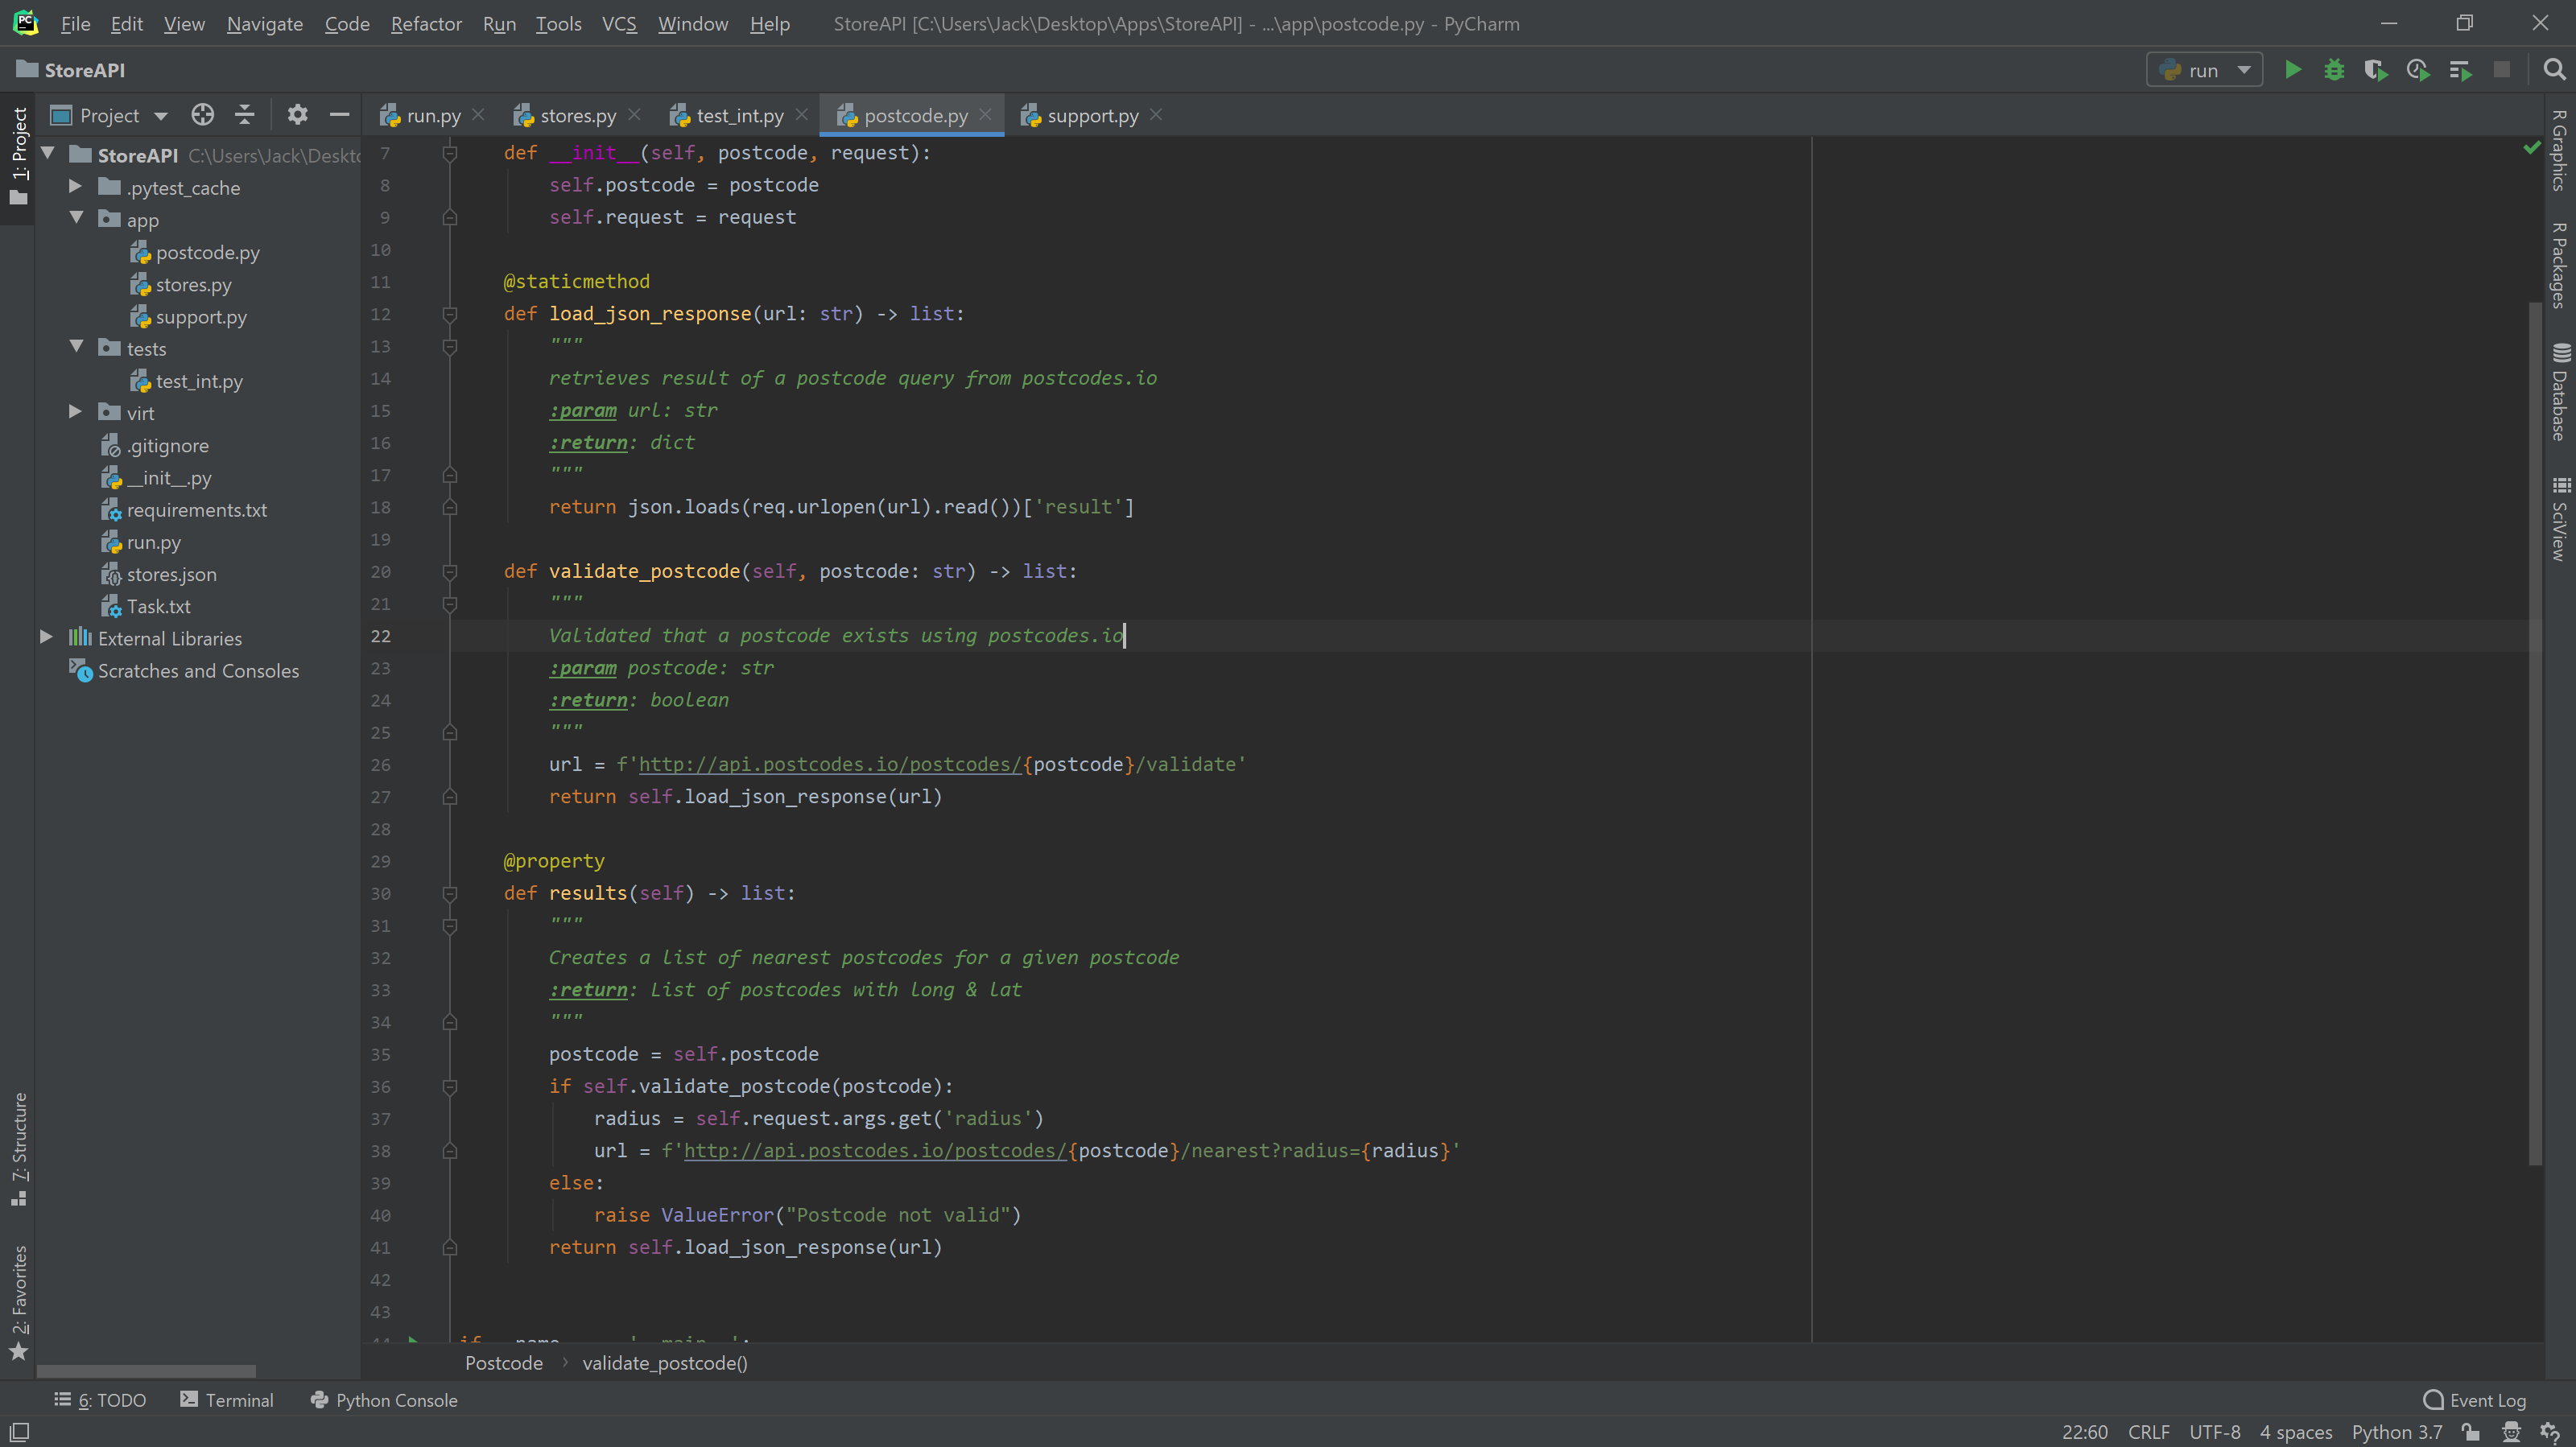 File Edit View Navigate Code Refactor Run Tools VCS Window Help StoreAPI [C:\Users\Jack\Desktop\Apps\StoreAPI] - ...\app\postcode.py - PyCharm
StoreAPI run
1: Project
Project
StoreAPI C:\Users\Jack\Deskto
.pytest_cache
app
postcode.py
stores.py
support.py
tests
test_int.py
virt
.gitignore
__init__.py
requirements.txt
run.py
stores.json
Task.txt
External Libraries
Scratches and Consoles
7: Structure
2: Favorites
run.py stores.py test_int.py postcode.py support.py
7 def __init__(self, postcode, request):
8 self.postcode = postcode
9 self.request = request
10
11 @staticmethod
12 def load_json_response(url: str) -> list:
13 """
14 retrieves result of a postcode query from postcodes.io
15 :param url: str
16 :return: dict
17 """
18 return json.loads(req.urlopen(url).read())['result']
19
20 def validate_postcode(self, postcode: str) -> list:
21 """
22 Validated that a postcode exists using postcodes.io
23 :param postcode: str
24 :return: boolean
25 """
26 url = f'http://api.postcodes.io/postcodes/{postcode}/validate'
27 return self.load_json_response(url)
28
29 @property
30 def results(self) -> list:
31 """
32 Creates a list of nearest postcodes for a given postcode
33 :return: List of postcodes with long & lat
34 """
35 postcode = self.postcode
36 if self.validate_postcode(postcode):
37 radius = self.request.args.get('radius')
38 url = f'http://api.postcodes.io/postcodes/{postcode}/nearest?radius={radius}'
39 else:
40 raise ValueError("Postcode not valid")
41 return self.load_json_response(url)
42
43
Postcode › validate_postcode()
R Graphics
R Packages
Database
SciView
6: TODO Terminal Python Console Event Log
22:60 CRLF UTF-8 4 spaces Python 3.7